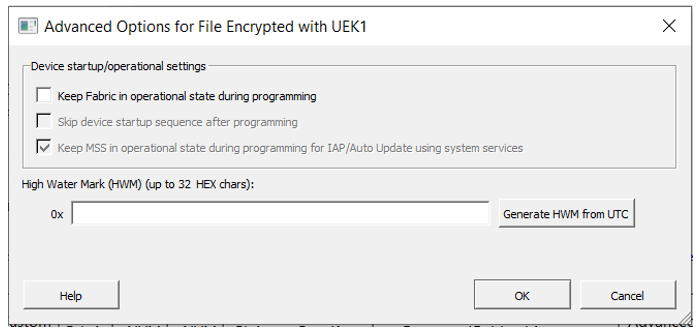 Advanced Options for File Encrypted with UEK1
Device startup/operational settings
Keep Fabric in operational state during programming
Skip device startup sequence after programming
Keep MSS in operational state during programming for IAP/Auto Update using system services
High Water Mark (HWM) (up to 32 HEX chars):
0x
Generate HWM from UTC
Help
OK
Cancel